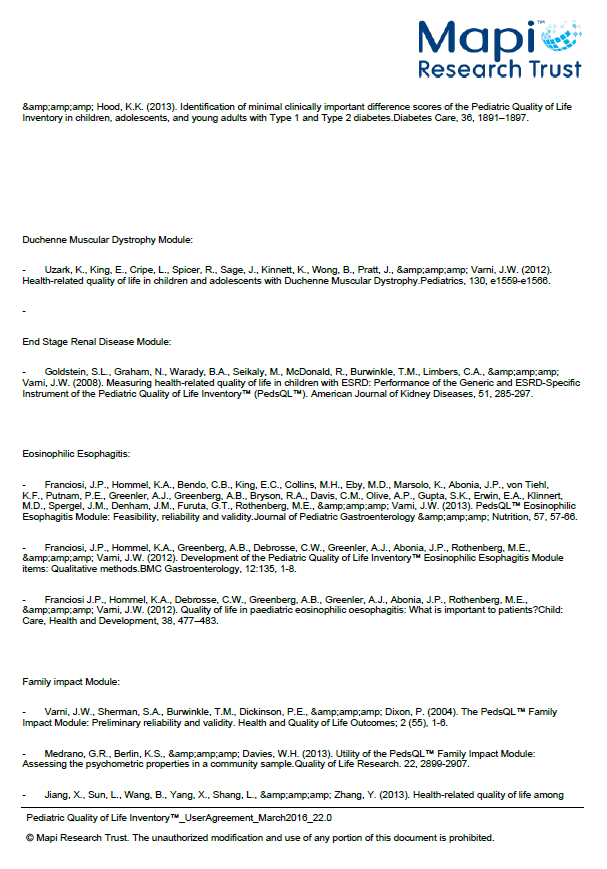 Mapi™
Research Trust
&amp;amp;amp; Hood, K.K. (2013). Identification of minimal clinically important difference scores of the Pediatric Quality of Life
Inventory in children, adolescents, and young adults with Type 1 and Type 2 diabetes.Diabetes Care, 36, 1891–1897.
Duchenne Muscular Dystrophy Module:
- Uzark, K., King, E., Cripe, L., Spicer, R., Sage, J., Kinnett, K., Wong, B., Pratt, J., &amp;amp;amp; Varni, J.W. (2012).
Health-related quality of life in children and adolescents with Duchenne Muscular Dystrophy.Pediatrics, 130, e1559-e1566.
-
End Stage Renal Disease Module:
- Goldstein, S.L., Graham, N., Warady, B.A., Seikaly, M., McDonald, R., Burwinkle, T.M., Limbers, C.A., &amp;amp;amp;
Varni, J.W. (2008). Measuring health-related quality of life in children with ESRD: Performance of the Generic and ESRD-Specific
Instrument of the Pediatric Quality of Life Inventory™ (PedsQL™). American Journal of Kidney Diseases, 51, 285-297.
Eosinophilic Esophagitis:
- Franciosi, J.P., Hommel, K.A., Bendo, C.B., King, E.C., Collins, M.H., Eby, M.D., Marsolo, K., Abonia, J.P., von Tiehl,
K.F., Putnam, P.E., Greenler, A.J., Greenberg, A.B., Bryson, R.A., Davis, C.M., Olive, A.P., Gupta, S.K., Erwin, E.A., Klinnert,
M.D., Spergel, J.M., Denham, J.M., Furuta, G.T., Rothenberg, M.E., &amp;amp;amp; Varni, J.W. (2013). PedsQL™ Eosinophilic
Esophagitis Module: Feasibility, reliability and validity.Journal of Pediatric Gastroenterology &amp;amp;amp; Nutrition, 57, 57-66.
- Franciosi, J.P., Hommel, K.A., Greenberg, A.B., Debrosse, C.W., Greenler, A.J., Abonia, J.P., Rothenberg, M.E.,
&amp;amp;amp; Varni, J.W. (2012). Development of the Pediatric Quality of Life Inventory™ Eosinophilic Esophagitis Module
items: Qualitative methods.BMC Gastroenterology, 12:135, 1-8.
- Franciosi J.P., Hommel, K.A., Debrosse, C.W., Greenberg, A.B., Greenler, A.J., Abonia, J.P., Rothenberg, M.E.,
&amp;amp;amp; Varni, J.W. (2012). Quality of life in paediatric eosinophilic oesophagitis: What is important to patients?Child:
Care, Health and Development, 38, 477–483.
Family impact Module:
- Varni, J.W., Sherman, S.A., Burwinkle, T.M., Dickinson, P.E., &amp;amp;amp; Dixon, P. (2004). The PedsQL™ Family
Impact Module: Preliminary reliability and validity. Health and Quality of Life Outcomes; 2 (55), 1-6.
- Medrano, G.R., Berlin, K.S., &amp;amp;amp; Davies, W.H. (2013). Utility of the PedsQL™ Family Impact Module:
Assessing the psychometric properties in a community sample.Quality of Life Research. 22, 2899-2907.
- Jiang, X., Sun, L., Wang, B., Yang, X., Shang, L., &amp;amp;amp; Zhang, Y. (2013). Health-related quality of life among
Pediatric Quality of Life Inventory™_UserAgreement_March2016_22.0
© Mapi Research Trust. The unauthorized modification and use of any portion of this document is prohibited.